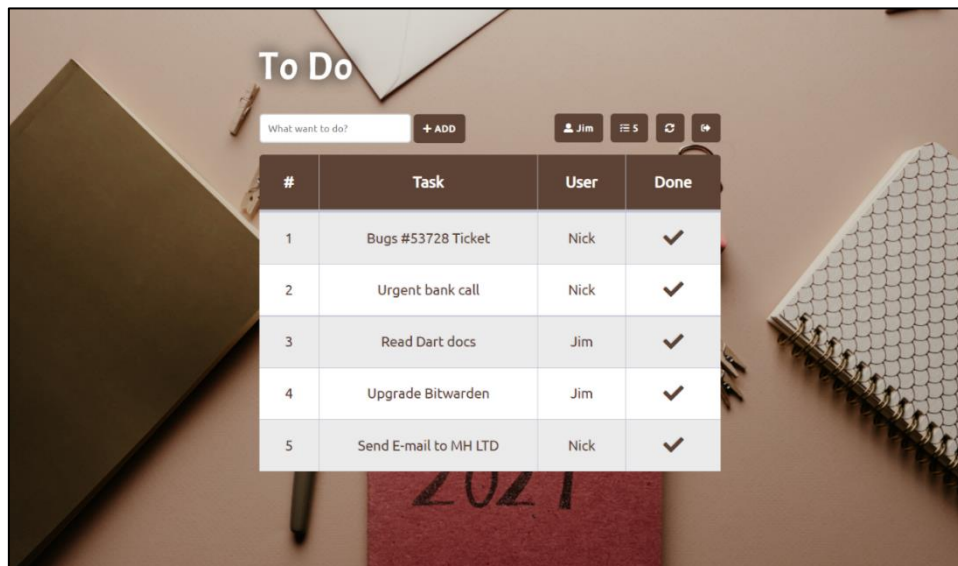 To Do
What want to do? + ADD Jim 5
# Task User Done
1 Bugs #53728 Ticket Nick
2 Urgent bank call Nick
3 Read Dart docs Jim
4 Upgrade Bitwarden Jim
5 Send E-mail to MH LTD Nick
2021